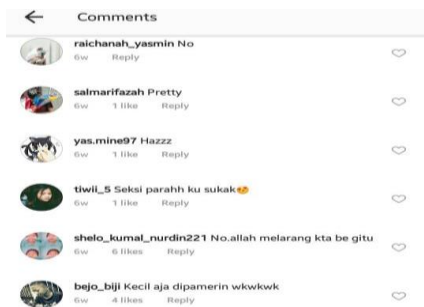 Comments
raichanah_yasmin No
6w Reply
salmarifazah Pretty
6w 1 like Reply
yas.mine97 Hazzz
6w 1 like Reply
tiwii_5 Seksi parahh ku sukak
6w 1 like Reply
shelo_kumal_nurdin221 No.allah melarang kta be gitu
6w 6 likes Reply
bejo_biji Kecil aja dipamerin wkwkwk
6w 4 likes Reply